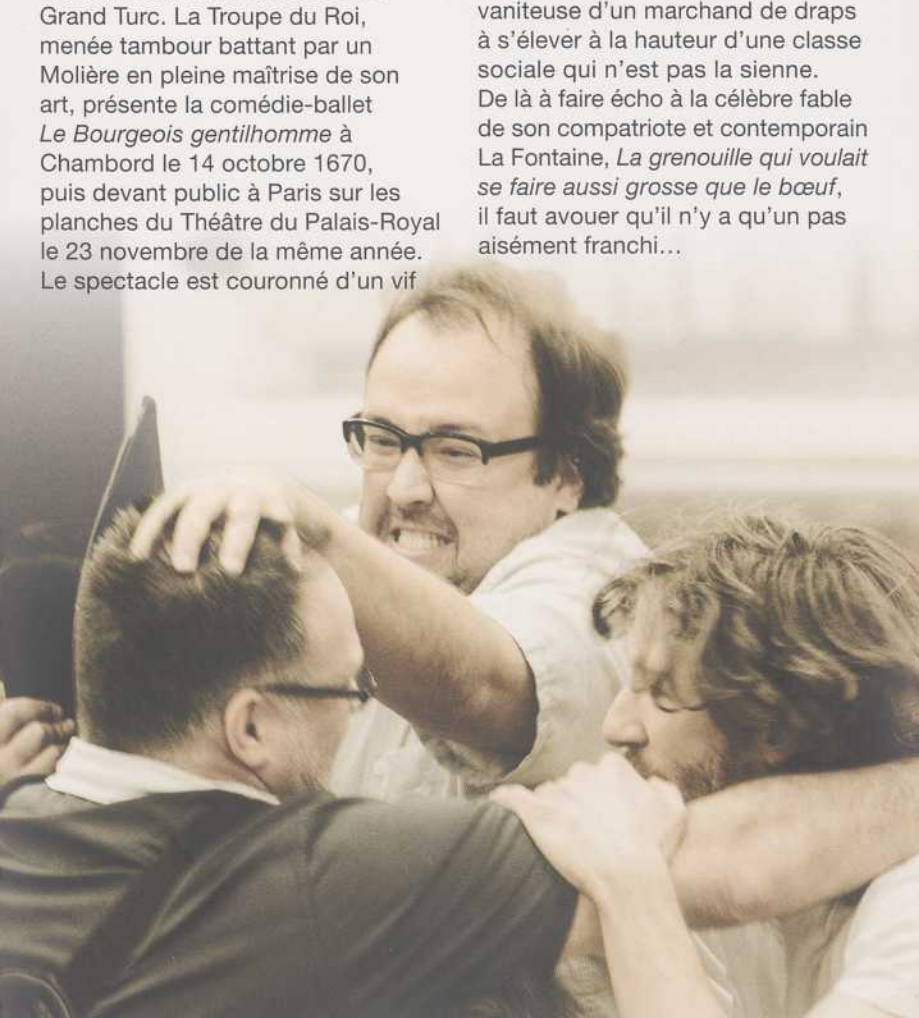 Grand Turc. La Troupe du Roi,
menée tambour battant par un
Molière en pleine maîtrise de son
art, présente la comédie-ballet
Le Bourgeois gentilhomme à
Chambord le 14 octobre 1670,
puis devant public à Paris sur les
planches du Théâtre du Palais-Royal
le 23 novembre de la même année.
Le spectacle est couronné d’un vif
vaniteuse d’un marchand de draps
à s’élever à la hauteur d’une classe
sociale qui n’est pas la sienne.
De là à faire écho à la célèbre fable
de son compatriote et contemporain
La Fontaine, La grenouille qui voulait
se faire aussi grosse que le bœuf,
il faut avouer qu’il n’y a qu’un pas
aisément franchi…